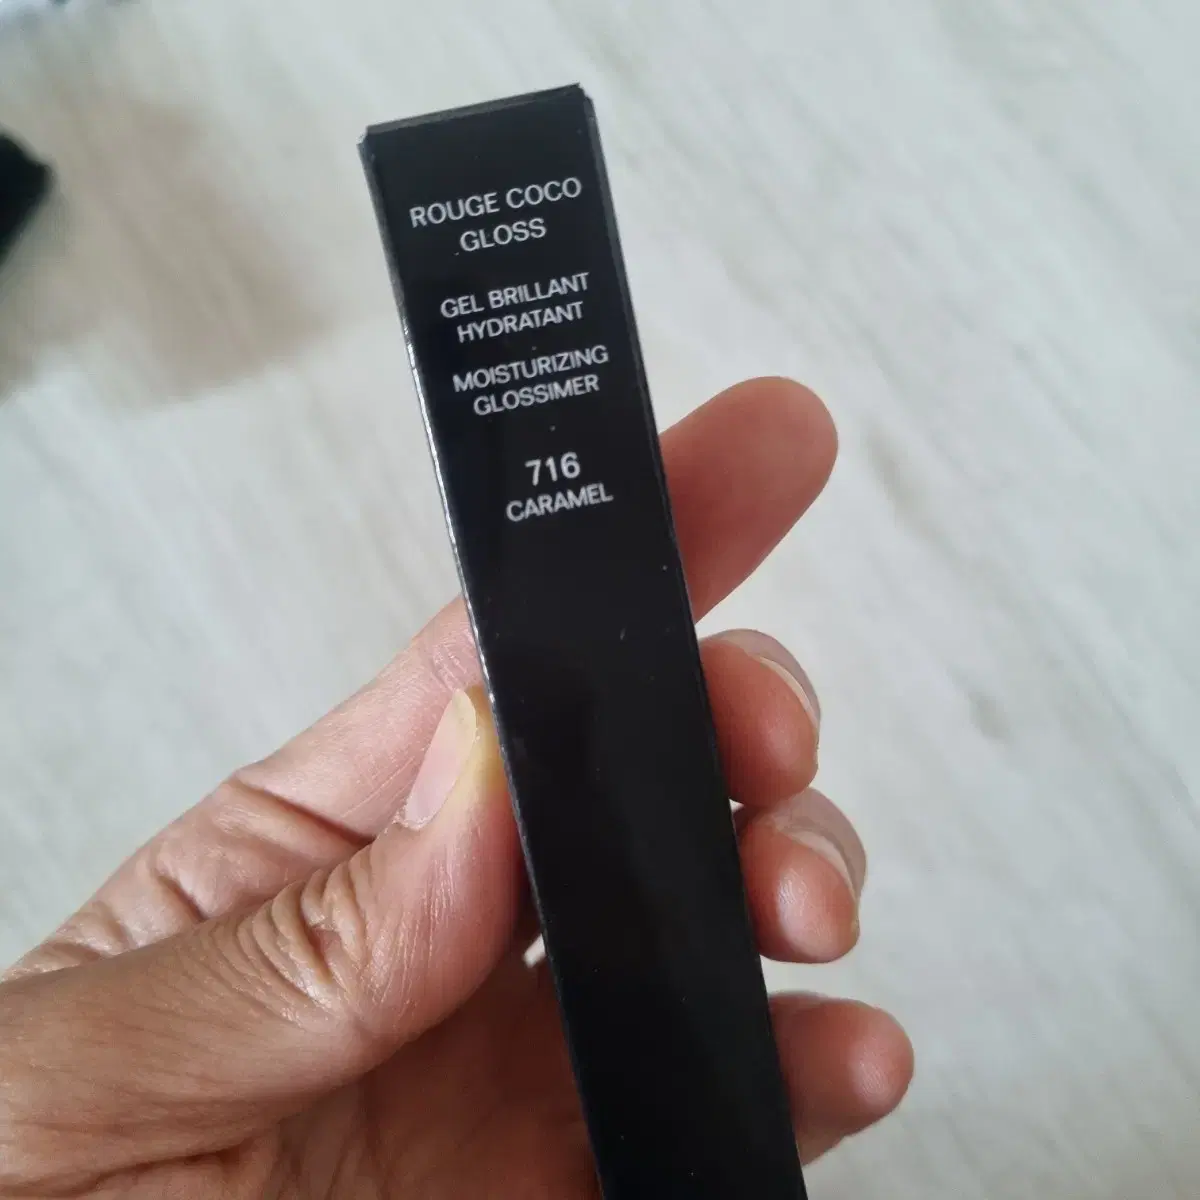 ROUGE COCO
GLOSS
GEL BRILLANT
HYDRATANT
MOISTURIZING
GLOSSIMER
716
CARAMEL